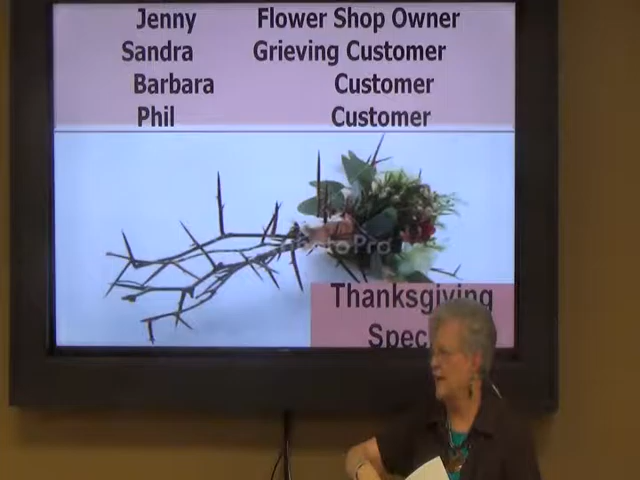 Jenny Flower Shop Owner
Sandra Grieving Customer
Barbara Customer
Phil Customer
Thanksgiving